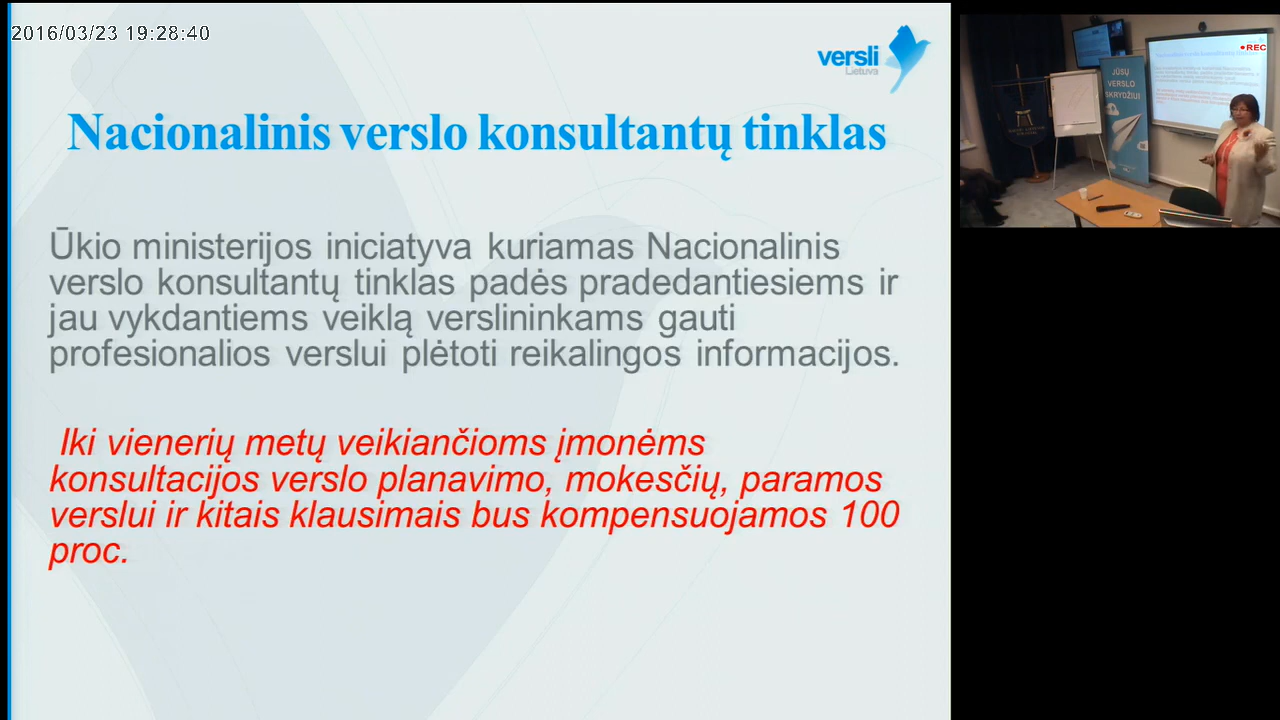 2016/03/23 19:28:40
versli
Lietuva
Nacionalinis verslo konsultantų tinklas
Ūkio ministerijos iniciatyva kuriamas Nacionalinis
verslo konsultantų tinklas padės pradedantiesiems ir
jau vykdantiems veiklą verslininkams gauti
profesionalios verslui plėtoti reikalingos informacijos.
Iki vienerių metų veikiančioms įmonėms
konsultacijos verslo planavimo, mokesčių, paramos
verslui ir kitais klausimais bus kompensuojamos 100
proc.
REC
JŪSŲ
VERSLO
SKRYDŽIUI